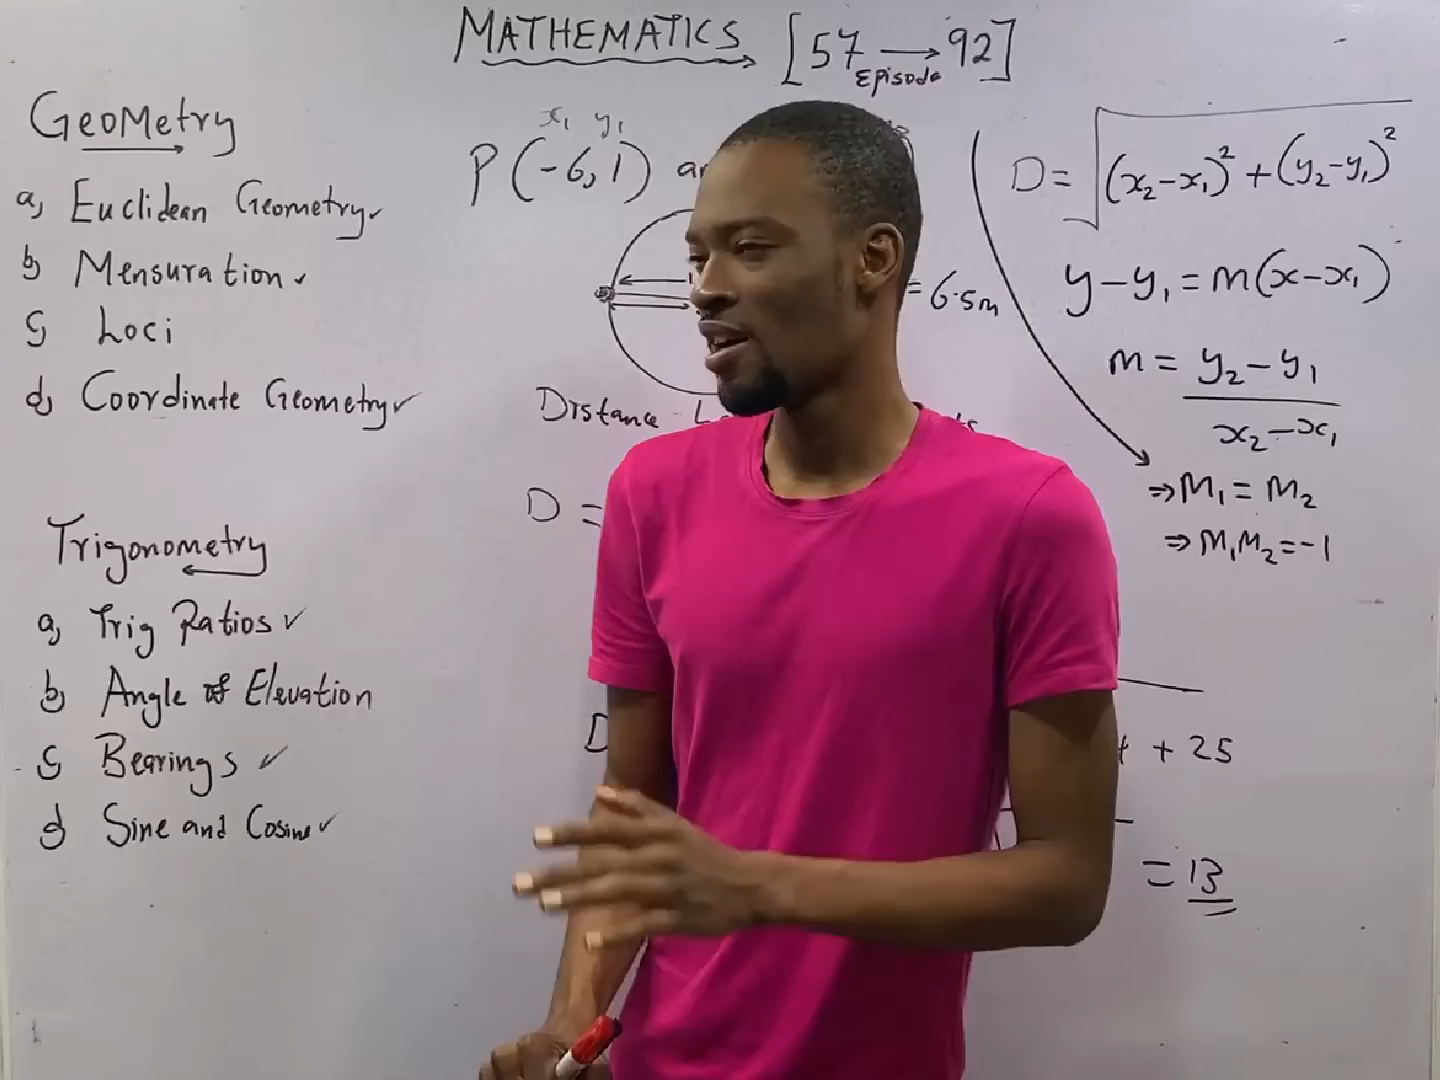 MATHEMATICS [57 → 92]
Episode
Geometry
a, Euclidean Geometry ✓
b, Mensuration ✓
c, Loci
d, Coordinate Geometry ✓
Trigonometry
a, Trig Ratios ✓
b, Angle of Elevation
c, Bearings ✓
d, Sine and Cosine ✓
x₁ y₁
P(-6,1)
= 6.5m
Distance
D =
D
+ 25
= 13
D = √((x₂-x₁)² + (y₂-y₁)²)
y-y₁ = m(x-x₁)
m = y₂-y₁
x₂-x₁
⇒ M₁ = M₂
⇒ M₁M₂ = -1